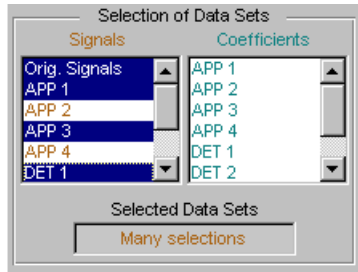 Selection of Data Sets
Signals
Coefficients
Orig. Signals
APP 1
APP 2
APP 3
APP 4
DET 1
APP 1
APP 2
APP 3
APP 4
DET 1
DET 2
Selected Data Sets
Many selections